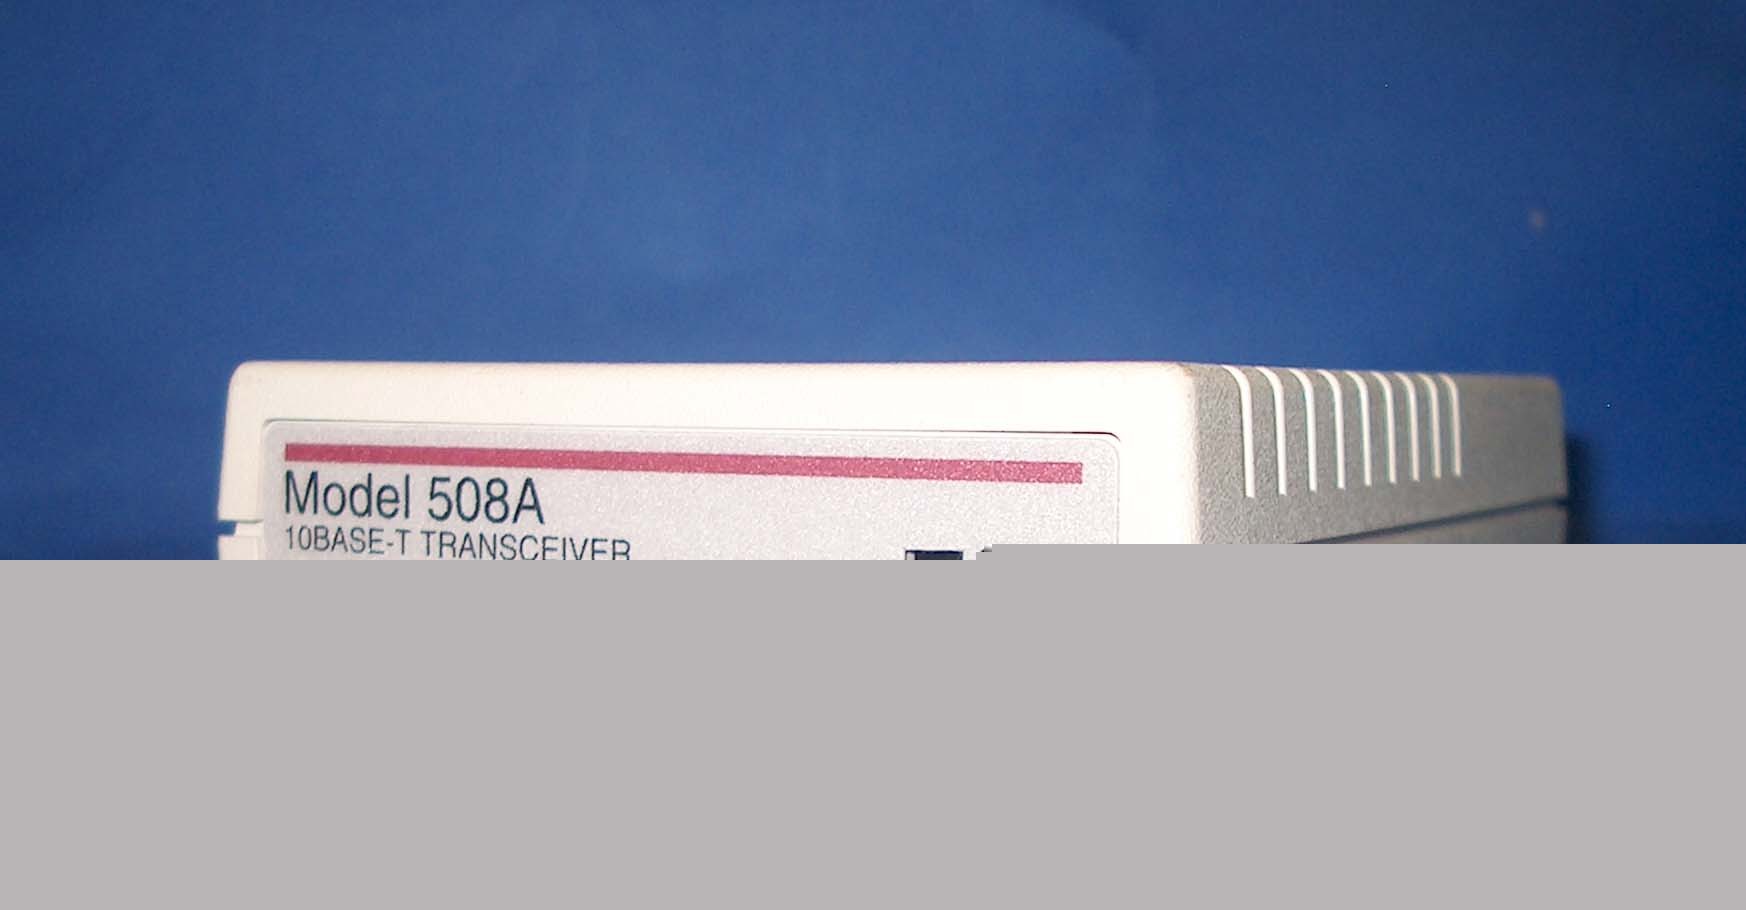 Model 508A
10BASE-T TRANSCEIVER